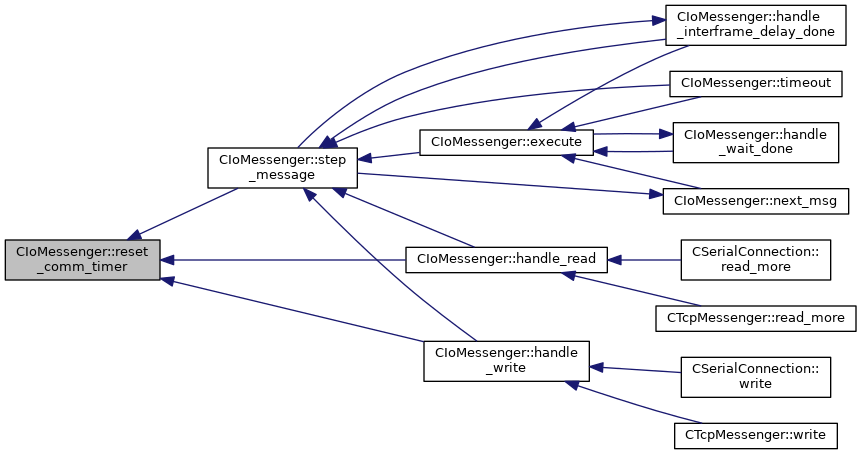 CIoMessenger::handle
_interframe_delay_done
CIoMessenger::timeout
CIoMessenger::execute
CIoMessenger::handle
_wait_done
CIoMessenger::step
_message
CIoMessenger::next_msg
CIoMessenger::reset
_comm_timer
CIoMessenger::handle_read
CSerialConnection::
read_more
CTcpMessenger::read_more
CIoMessenger::handle
_write
CSerialConnection::
write
CTcpMessenger::write